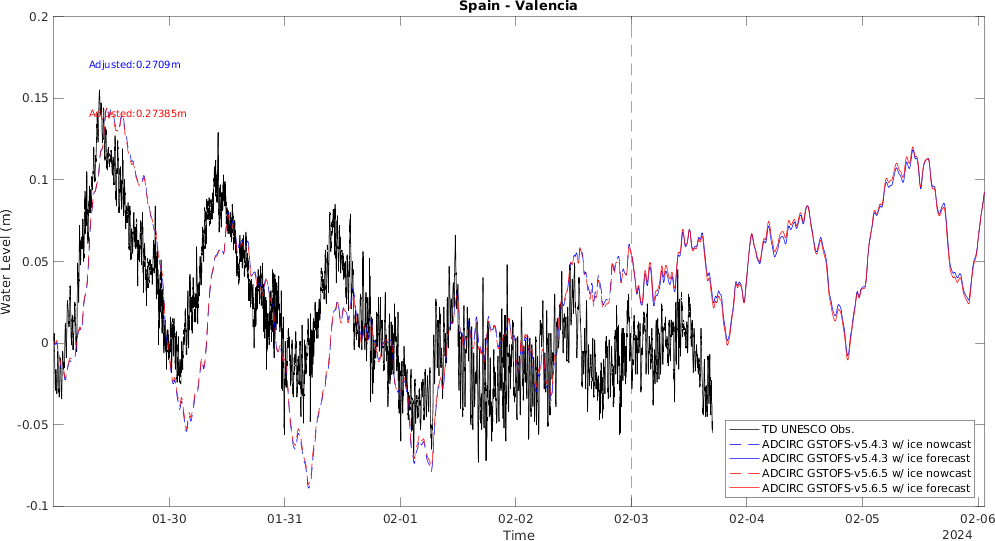 Spain - Valencia
0.2
0.15
0.1
0.05
0
-0.05
-0.1
Water Level (m)
Adjusted:0.2709m
Adjusted:0.27385m
TD UNESCO Obs.
ADCIRC GSTOFS-v5.4.3 w/ ice nowcast
ADCIRC GSTOFS-v5.4.3 w/ ice forecast
ADCIRC GSTOFS-v5.6.5 w/ ice nowcast
ADCIRC GSTOFS-v5.6.5 w/ ice forecast
01-30 01-31 02-01 02-02 02-03 02-04 02-05 02-06
Time
2024